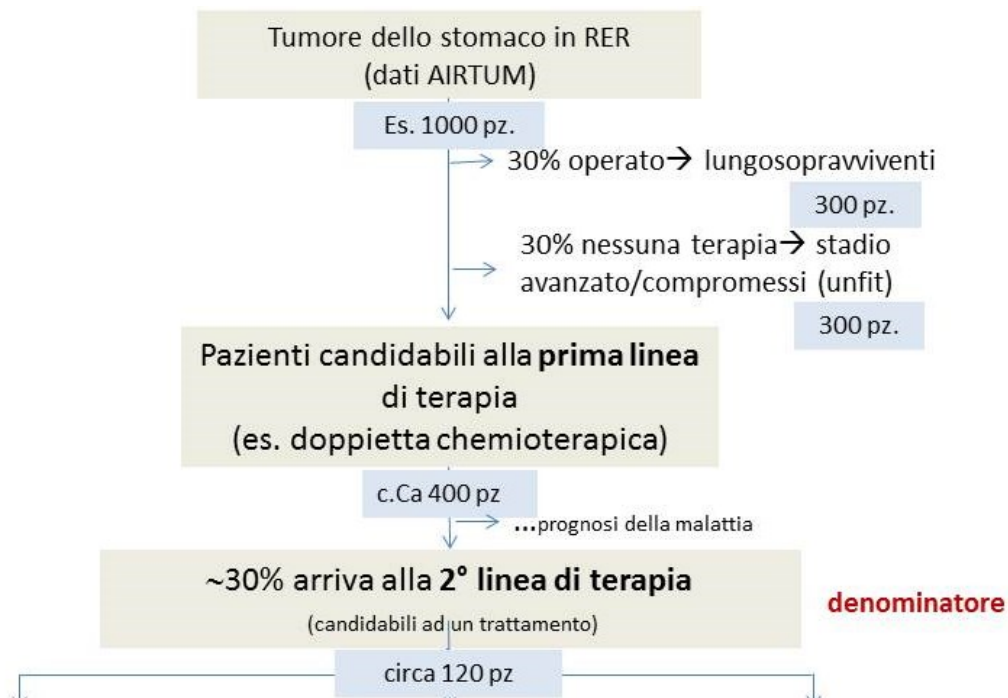 Tumore dello stomaco in RER
(dati AIRTUM)
Es. 1000 pz.
30% operato→ lungosopravviventi
300 pz.
30% nessuna terapia→ stadio
avanzato/compromessi (unfit)
300 pz.
Pazienti candidabili alla prima linea
di terapia
(es. doppietta chemioterapica)
c.Ca 400 pz
...prognosi della malattia
~30% arriva alla 2° linea di terapia
(candidabili ad un trattamento)
denominatore
circa 120 pz